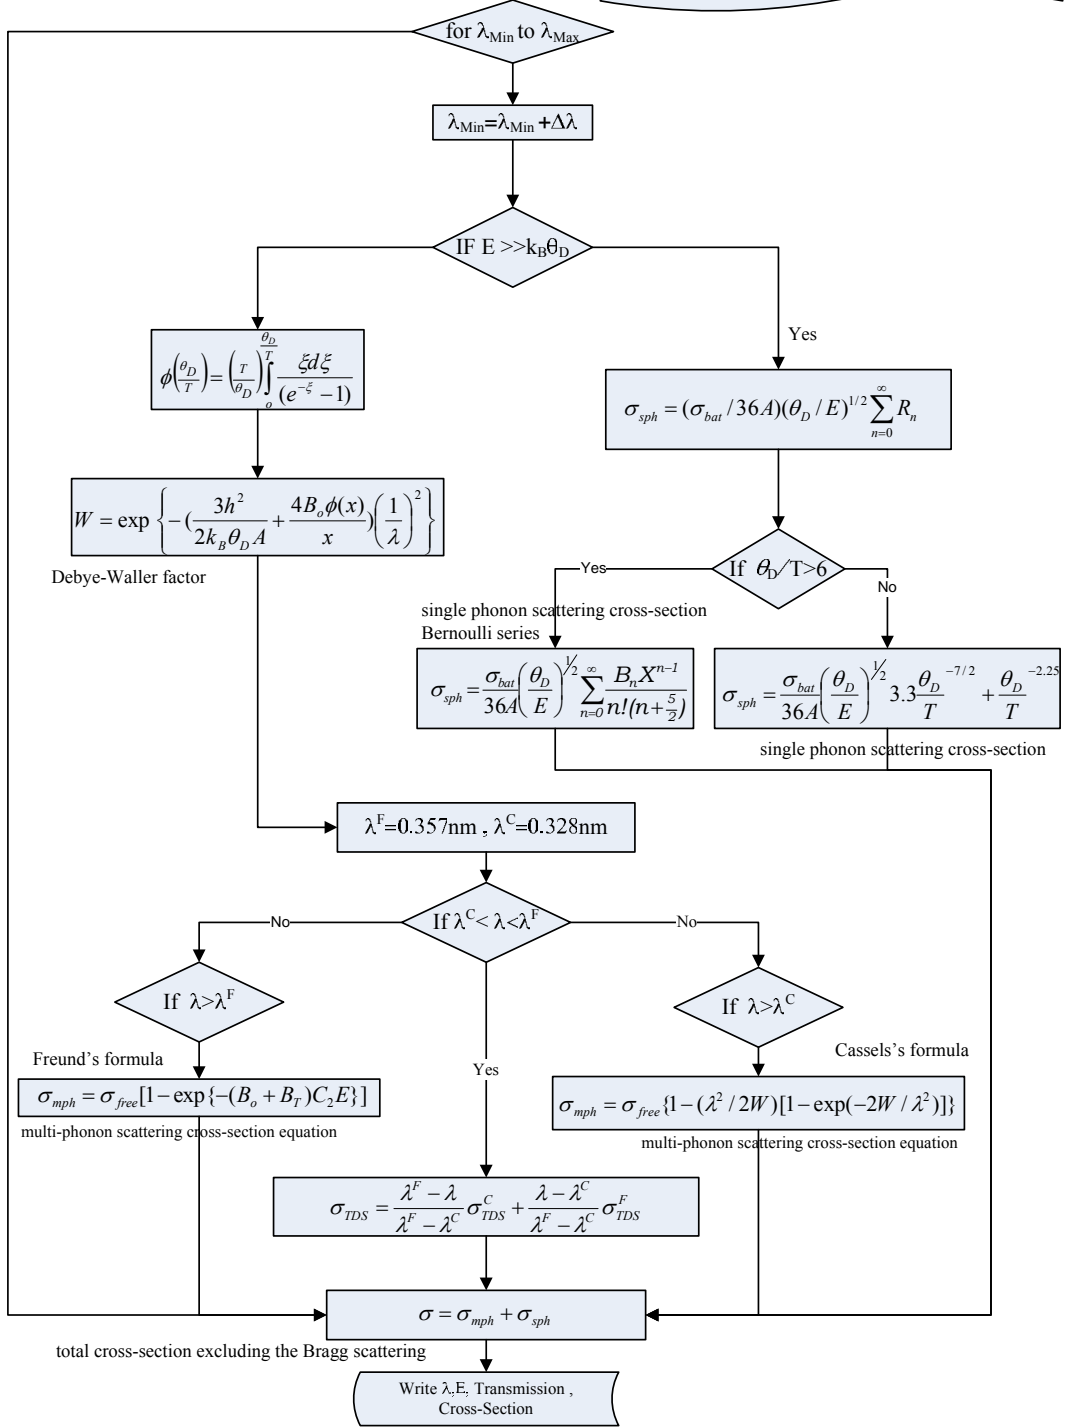 for λMin to λMax
λMin=λMin +Δλ
IF E >>kBθD
Yes
ϕ(θD/T)=(T/θD)∫o^(θD/T) ξdξ/(e^−ξ −1)
σsph = (σbat /36A)(θD /E)^1/2 ∑n=0^∞ Rn
W = exp {−(3h²/2kBθD A + 4Boϕ(x)/x)(1/λ)²}
Debye-Waller factor
If θD/T>6
Yes
No
single phonon scattering cross-section
Bernoulli series
σsph = σbat/36A (θD/E)^1/2 ∑n=0^∞ BnX^n-1/n!(n+5/2)
σsph = σbat/36A (θD/E)^1/2 3.3 θD/T^−7/2 + θD/T^−2.25
single phonon scattering cross-section
λF=0.357nm , λC=0.328nm
If λC< λ<λF
No
No
If λ>λF
If λ>λC
Yes
Freund's formula
Cassels's formula
σmph = σfree[1−exp{−(Bo + BT)C2E}]
σmph = σfree{1−(λ²/2W)[1−exp(−2W/λ²)]}
multi-phonon scattering cross-section equation
multi-phonon scattering cross-section equation
σTDS = (λF − λ)/(λF − λC) σTDS^C + (λ − λC)/(λF − λC) σTDS^F
σ = σmph + σsph
total cross-section excluding the Bragg scattering
Write λ,E, Transmission ,
Cross-Section